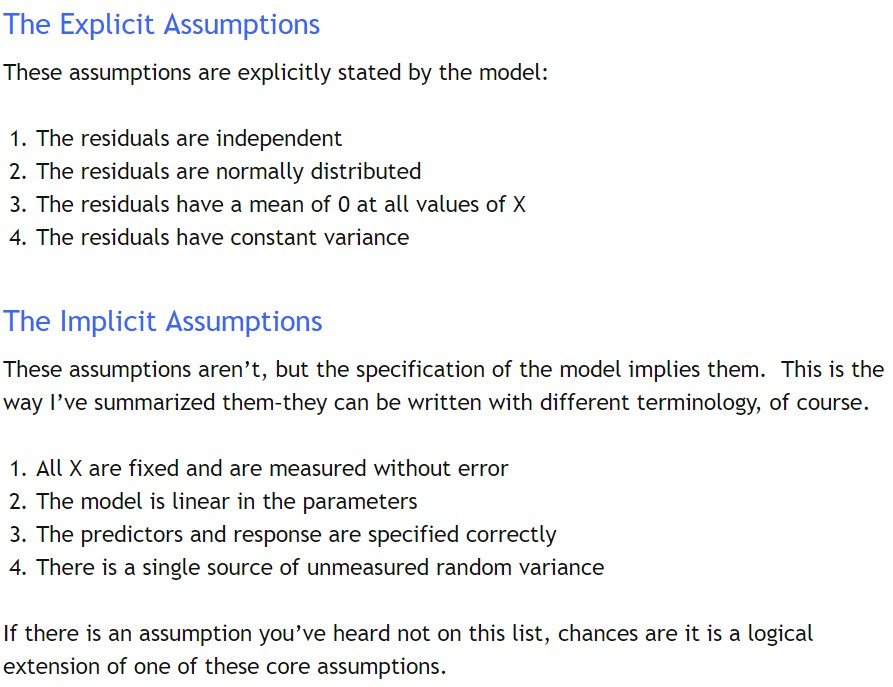 The Explicit Assumptions
These assumptions are explicitly stated by the model:
1. The residuals are independent
2. The residuals are normally distributed
3. The residuals have a mean of 0 at all values of X
4. The residuals have constant variance
The Implicit Assumptions
These assumptions aren’t, but the specification of the model implies them.  This is the
way I’ve summarized them–they can be written with different terminology, of course.
1. All X are fixed and are measured without error
2. The model is linear in the parameters
3. The predictors and response are specified correctly
4. There is a single source of unmeasured random variance
If there is an assumption you’ve heard not on this list, chances are it is a logical
extension of one of these core assumptions.